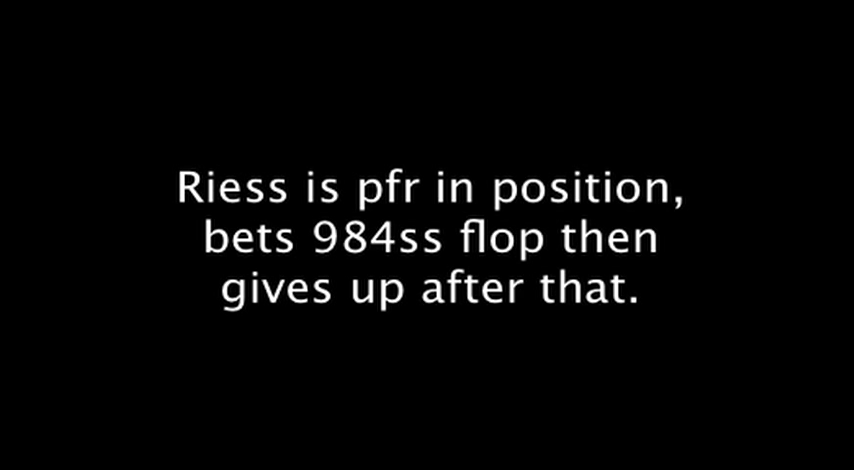 Riess is pfr in position,
bets 984ss flop then
gives up after that.